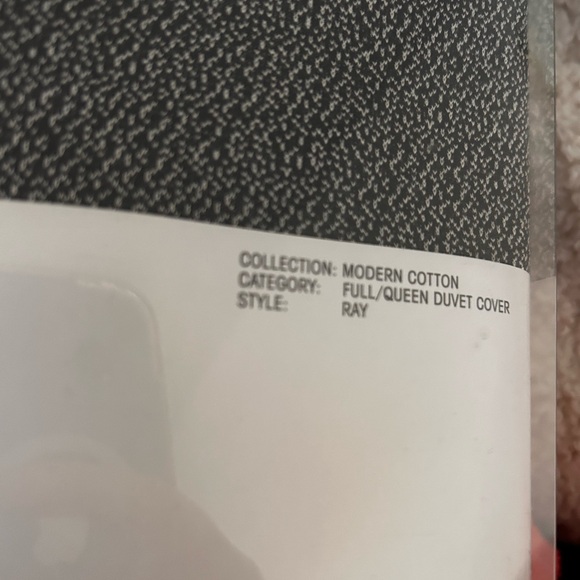 COLLECTION: MODERN COTTON
CATEGORY: FULL/QUEEN DUVET COVER
STYLE: RAY